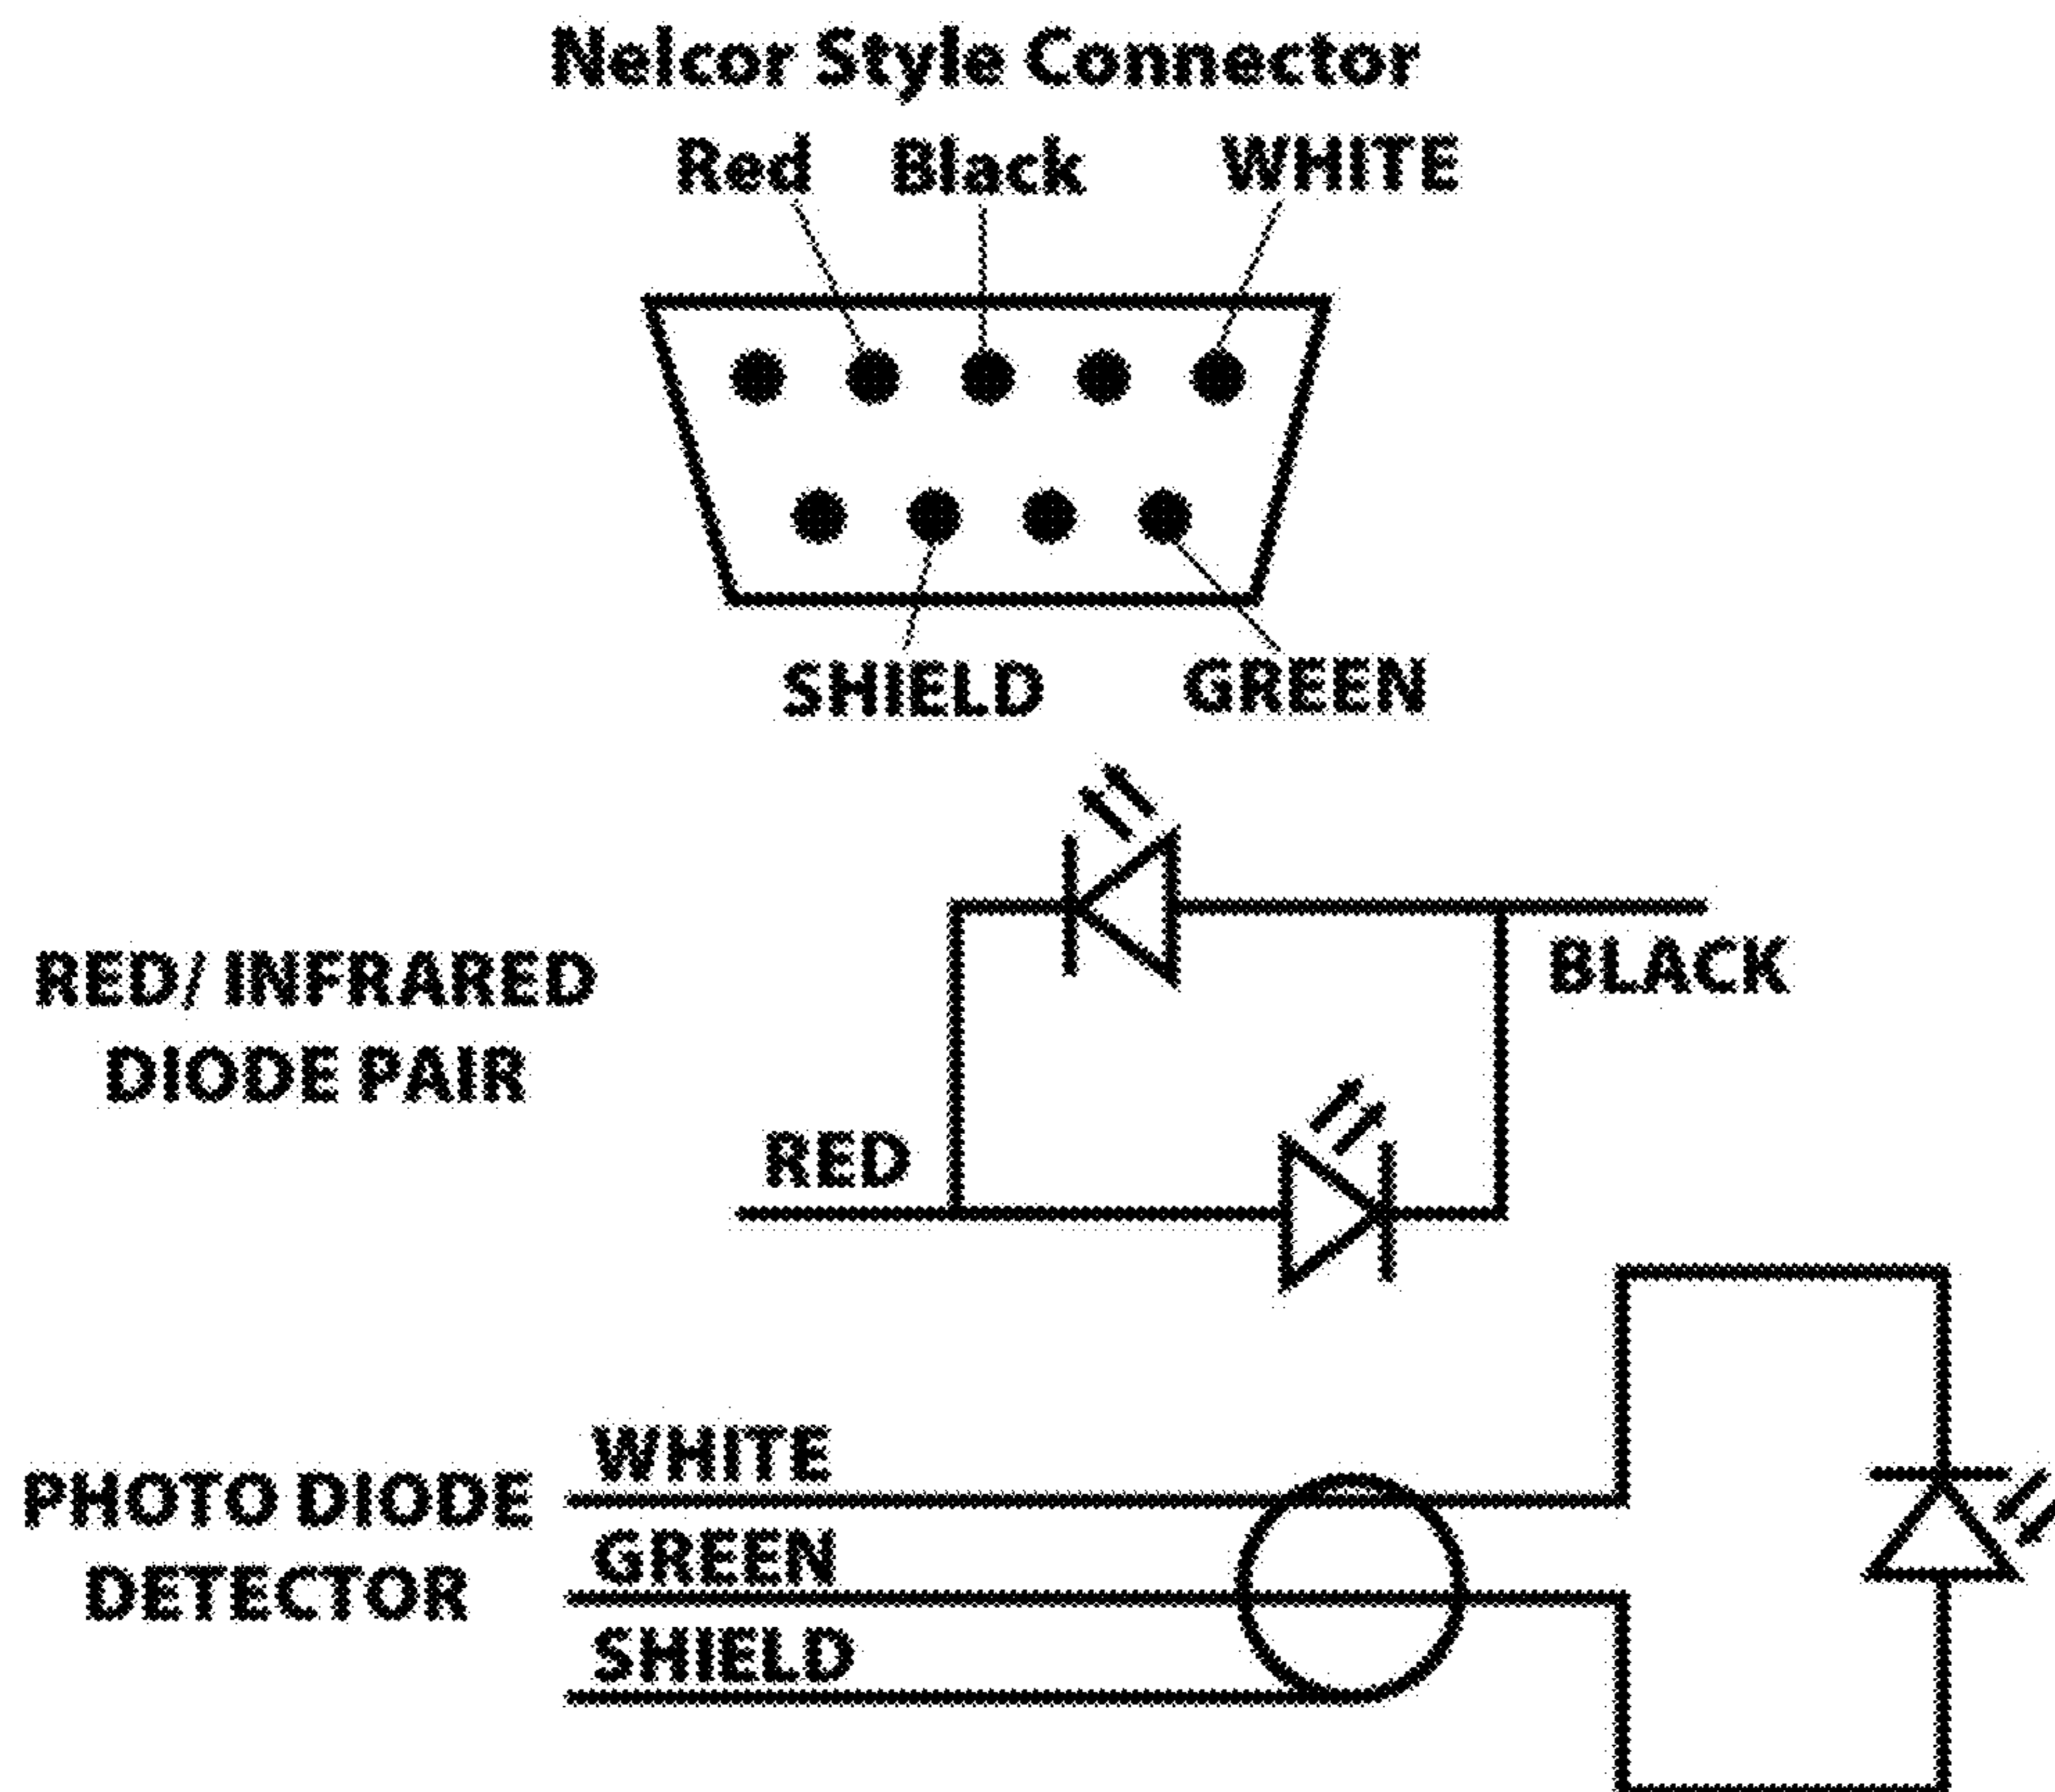 Nelcor Style Connector
Red Black WHITE
SHIELD GREEN
BLACK
RED/ INFRARED
DIODE PAIR
RED
WHITE
PHOTO DIODE
GREEN
DETECTOR
SHIELD